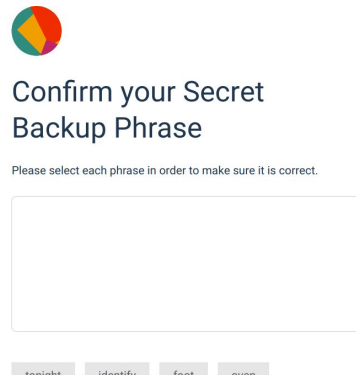 Confirm your Secret
Backup Phrase
Please select each phrase in order to make sure it is correct.
tonight identify foot oven